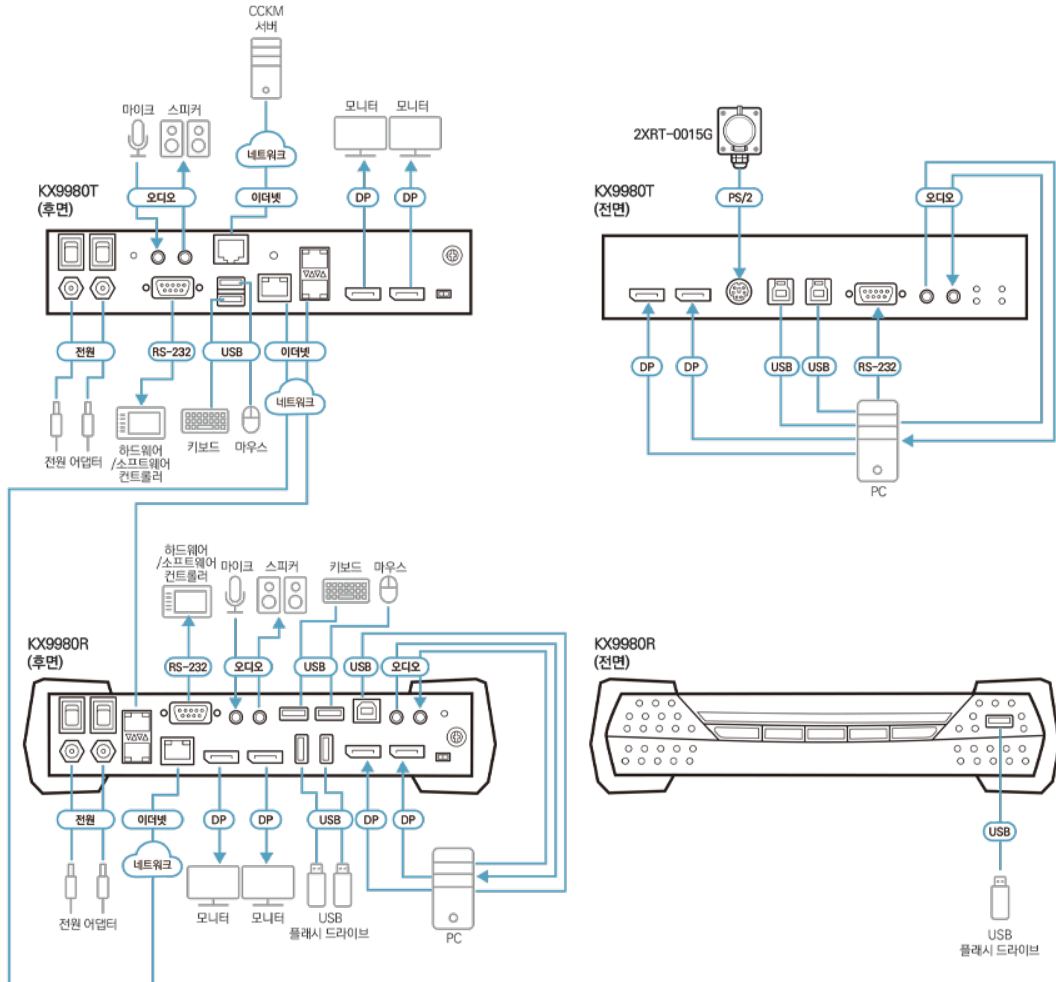 CCKM
서버
마이크
스피커
모니터
모니터
네트워크
KX9980T
(후면)
오디오
이더넷
DP
DP
전원
RS-232
USB
이더넷
네트워크
전원 어댑터
하드웨어
/소프트웨어
컨트롤러
키보드
마우스
2XRT-0015G
KX9980T
(전면)
PS/2
오디오
DP
DP
USB
USB
RS-232
PC
하드웨어
/소프트웨어
컨트롤러
마이크
스피커
키보드
마우스
KX9980R
(후면)
RS-232
오디오
USB
USB
오디오
전원
이더넷
DP
DP
USB
DP
DP
네트워크
전원 어댑터
모니터
모니터
USB
플래시 드라이브
PC
KX9980R
(전면)
USB
USB
플래시 드라이브